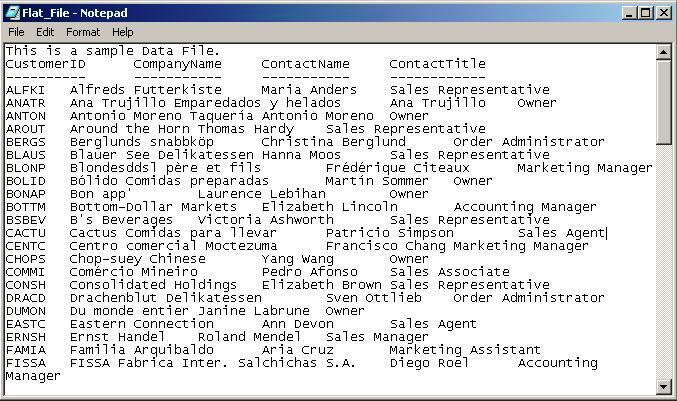 Flat_File - Notepad
File Edit Format Help
This is a sample Data File.
CustomerID CompanyName ContactName ContactTitle
---------- ------------ ------------ -------------
ALFKI Alfreds Futterkiste Maria Anders Sales Representative
ANATR Ana Trujillo Emparedados y helados Ana Trujillo Owner
ANTON Antonio Moreno Taquería Antonio Moreno Owner
AROUT Around the Horn Thomas Hardy Sales Representative
BERGS Berglunds snabbköp Christina Berglund Order Administrator
BLAUS Blauer See Delikatessen Hanna Moos Sales Representative
BLONP Blondesddsl père et fils Frédérique Citeaux Marketing Manager
BOLID Bólido Comidas preparadas Martín Sommer Owner
BONAP Bon app' Laurence Lebihan Owner
BOTTM Bottom-Dollar Markets Elizabeth Lincoln Accounting Manager
BSBEV B's Beverages Victoria Ashworth Sales Representative
CACTU Cactus Comidas para llevar Patricio Simpson Sales Agent
CENTC Centro comercial Moctezuma Francisco Chang Marketing Manager
CHOPS Chop-suey Chinese Yang Wang Owner
COMMI Comércio Mineiro Pedro Afonso Sales Associate
CONSH Consolidated Holdings Elizabeth Brown Sales Representative
DRACD Drachenblut Delikatessen Sven Ottlieb Order Administrator
DUMON Du monde entier Janine Labrune Owner
EASTC Eastern Connection Ann Devon Sales Agent
ERNSH Ernst Handel Roland Mendel Sales Manager
FAMIA Familia Arquibaldo Aria Cruz Marketing Assistant
FISSA FISSA Fabrica Inter. Salchichas S.A. Diego Roel Accounting
Manager